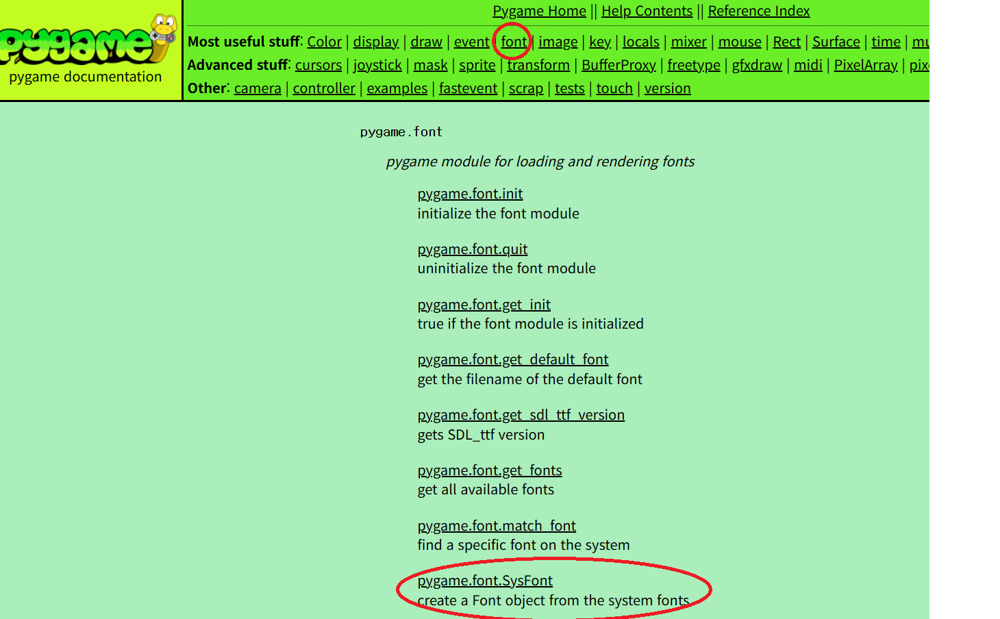 pygame
pygame documentation
Pygame Home || Help Contents || Reference Index
Most useful stuff: Color | display | draw | event | font | image | key | locals | mixer | mouse | Rect | Surface | time | mu
Advanced stuff: cursors | joystick | mask | sprite | transform | BufferProxy | freetype | gfxdraw | midi | PixelArray | pix
Other: camera | controller | examples | fastevent | scrap | tests | touch | version
pygame.font
pygame module for loading and rendering fonts
pygame.font.init
initialize the font module
pygame.font.quit
uninitialize the font module
pygame.font.get_init
true if the font module is initialized
pygame.font.get_default_font
get the filename of the default font
pygame.font.get_sdl_ttf_version
gets SDL_ttf version
pygame.font.get_fonts
get all available fonts
pygame.font.match_font
find a specific font on the system
pygame.font.SysFont
create a Font object from the system fonts